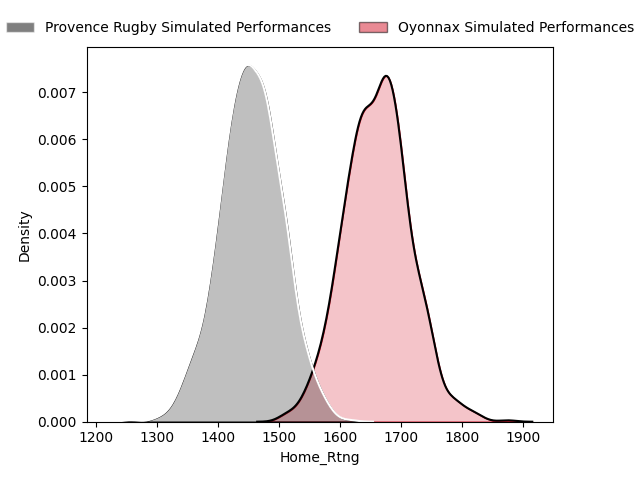 Provence Rugby Simulated Performances
Oyonnax Simulated Performances
0.007
0.006
0.005
0.004
0.003
0.002
0.001
0.000
Density
1200 1300 1400 1500 1600 1700 1800 1900
Home_Rtng